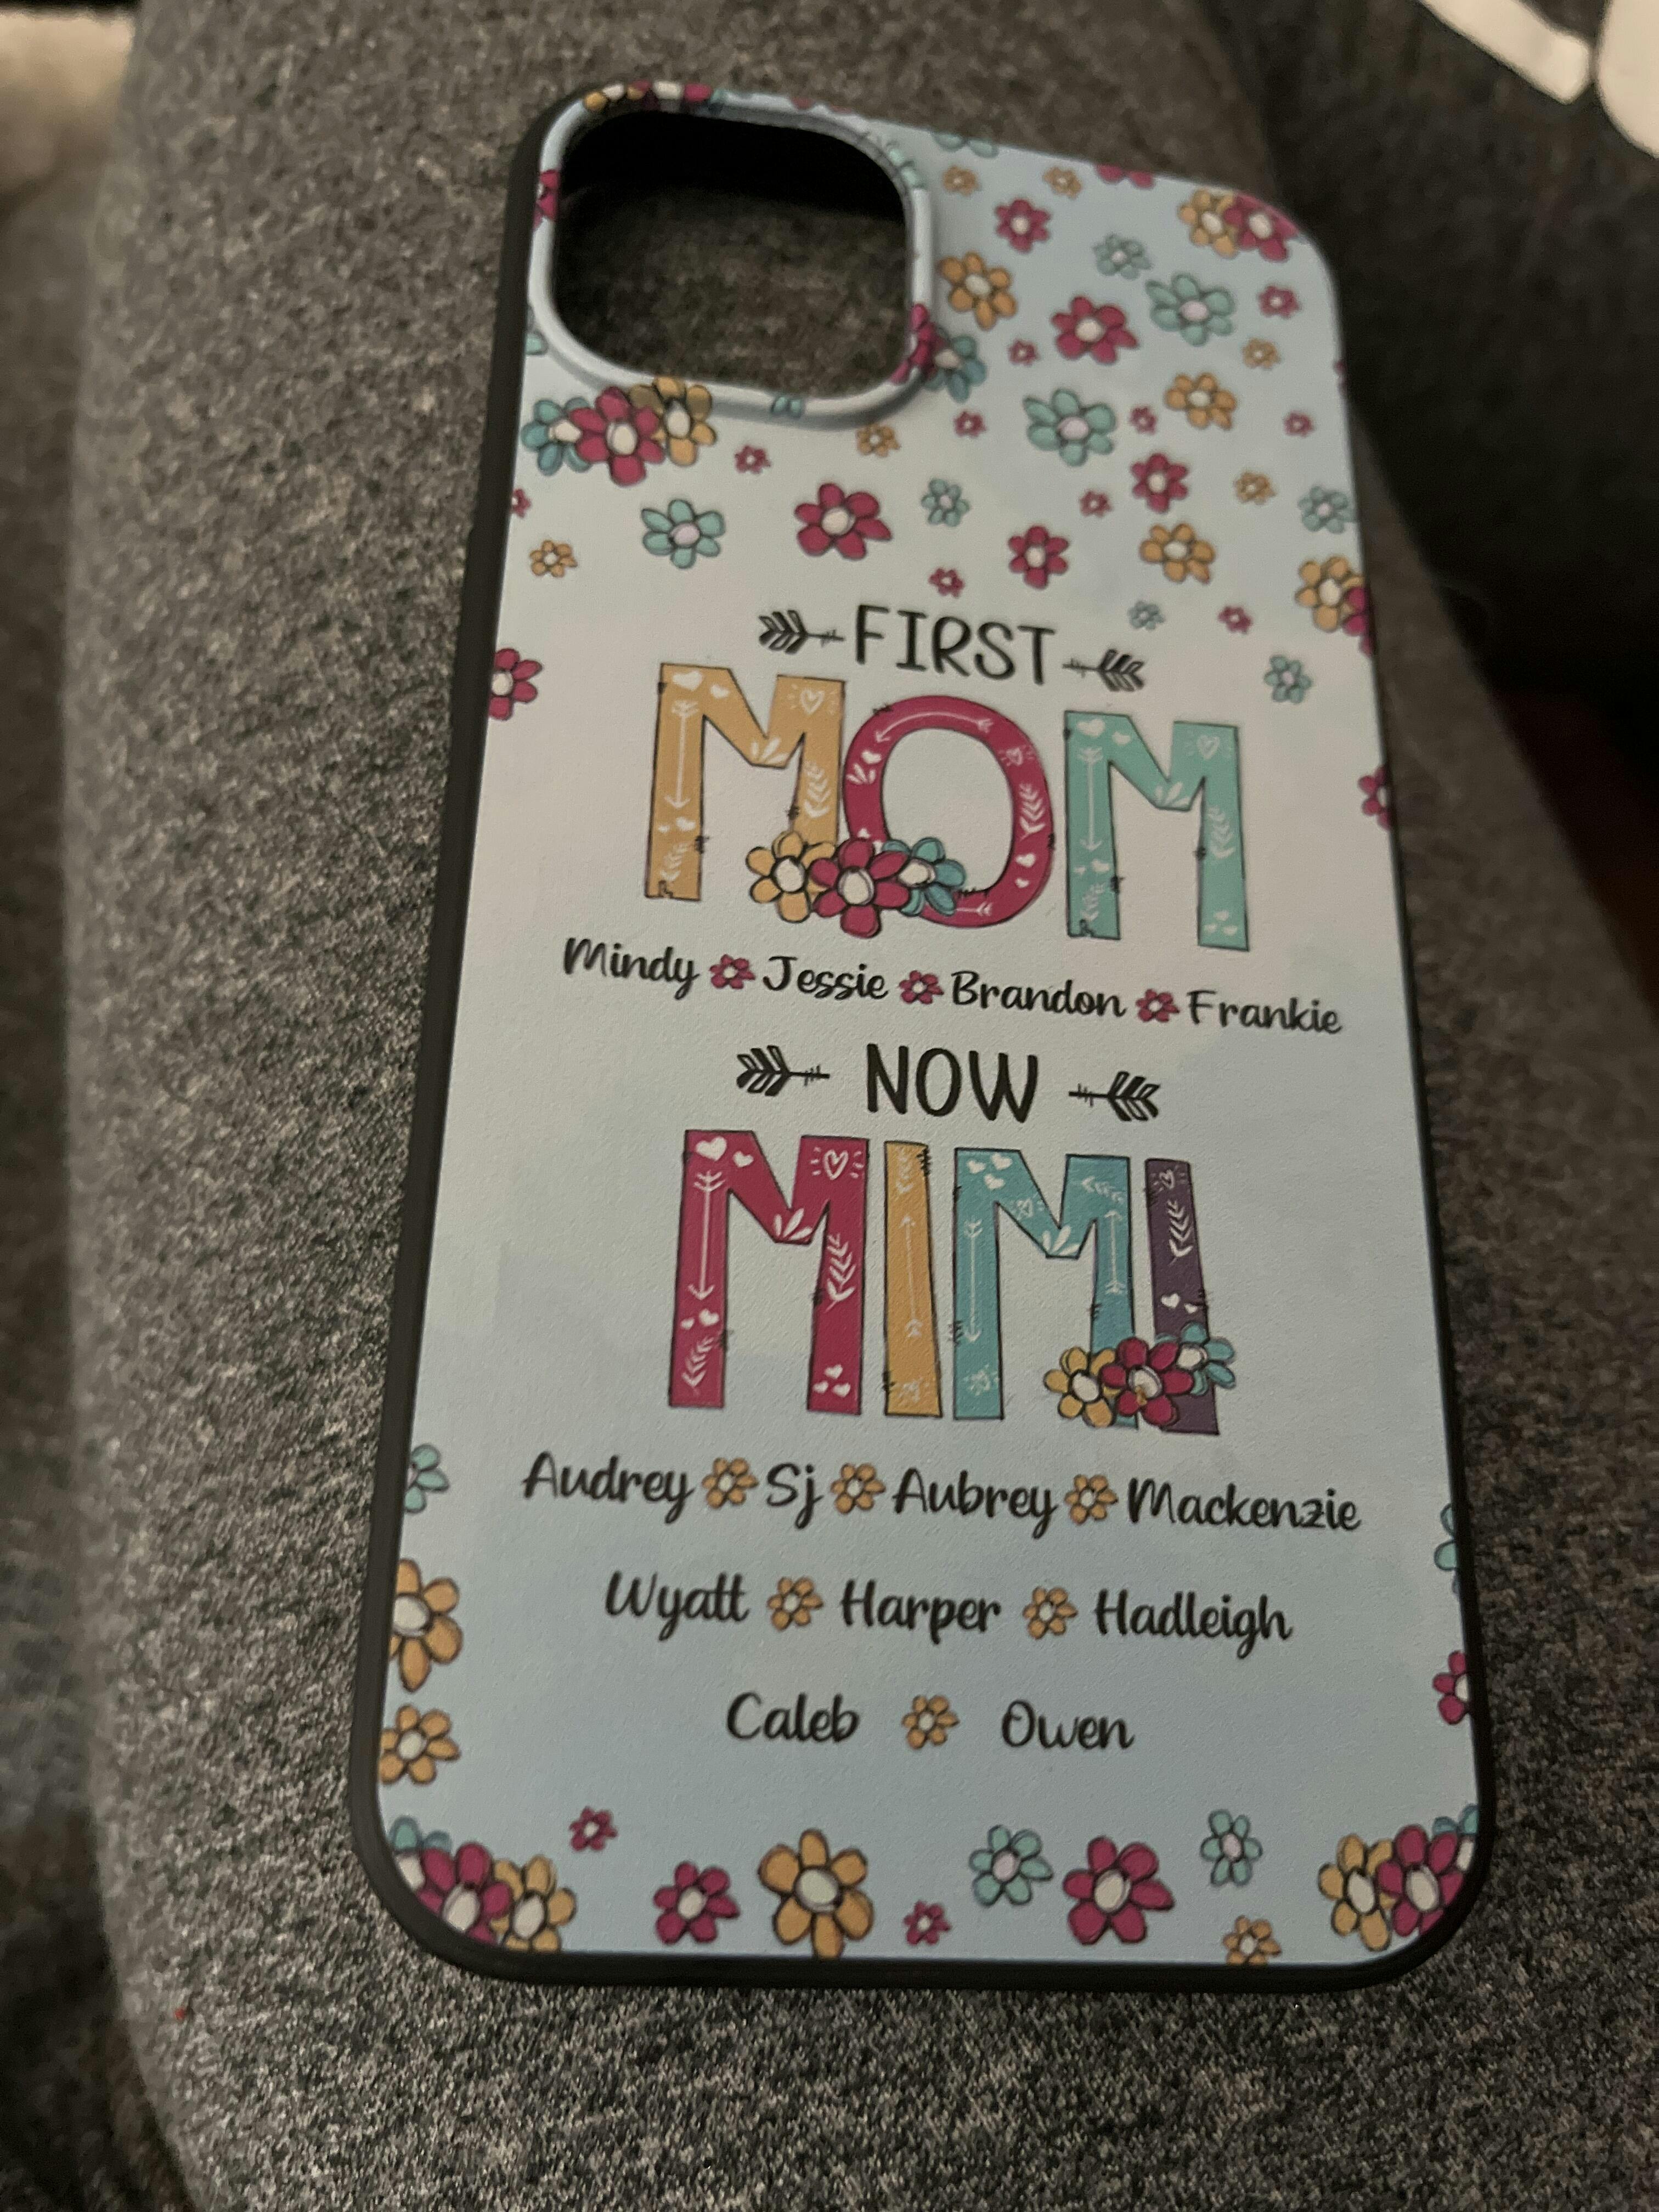 FIRST
MOM
Mindy Jessie Brandon Frankie
NOW
MIMI
Audrey Sj Aubrey Mackenzie
Wyatt Harper Hadleigh
Caleb Owen